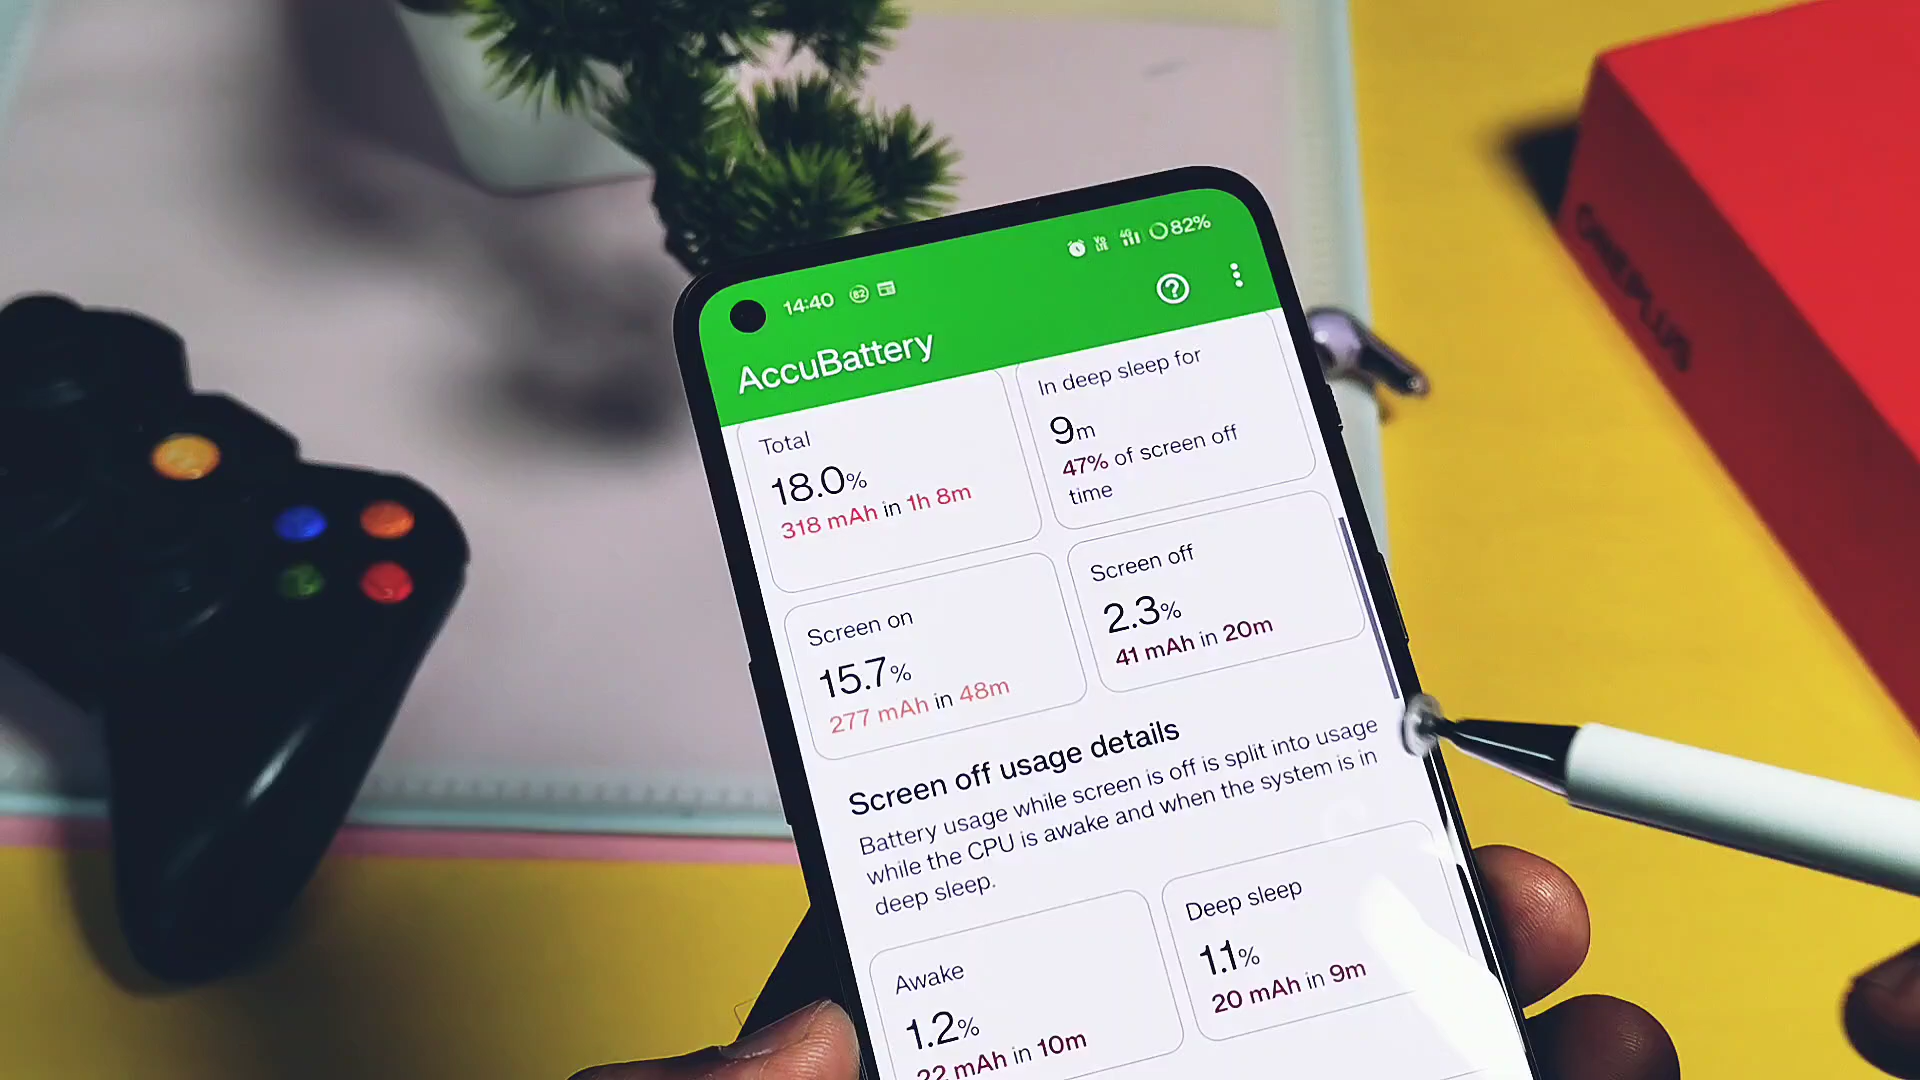 14:40 82
4G 82%
AccuBattery
Total
18.0%
318 mAh in 1h 8m
In deep sleep for
9m
47% of screen off
time
Screen on
15.7%
277 mAh in 48m
Screen off
2.3%
41 mAh in 20m
Screen off usage details
Battery usage while screen is off is split into usage
while the CPU is awake and when the system is in
deep sleep.
Awake
1.2%
22 mAh in 10m
Deep sleep
1.1%
20 mAh in 9m
ONEPLUS